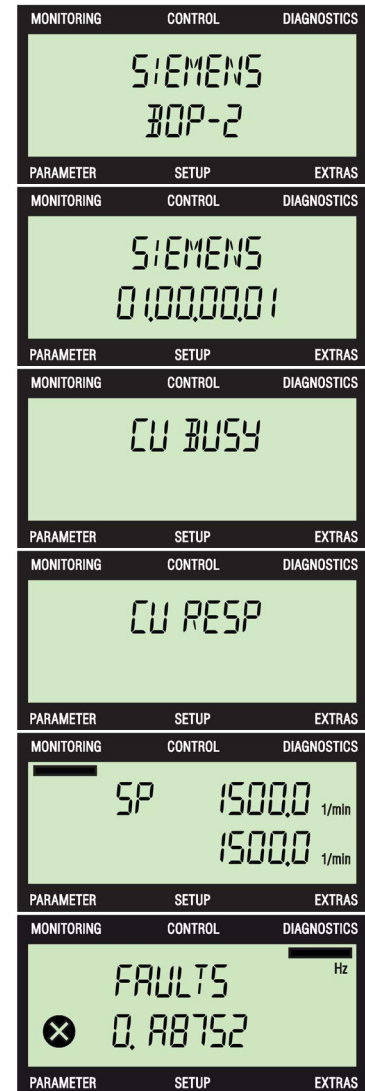 MONITORING CONTROL DIAGNOSTICS
SIEMENS
BOP-2
PARAMETER SETUP EXTRAS
MONITORING CONTROL DIAGNOSTICS
SIEMENS
01.00.00.01
PARAMETER SETUP EXTRAS
MONITORING CONTROL DIAGNOSTICS
CU BUSY
PARAMETER SETUP EXTRAS
MONITORING CONTROL DIAGNOSTICS
CU RESP
PARAMETER SETUP EXTRAS
MONITORING CONTROL DIAGNOSTICS
SP 1500.0 1/min
1500.0 1/min
PARAMETER SETUP EXTRAS
MONITORING CONTROL DIAGNOSTICS
Hz
FAULTS
0. A8752
PARAMETER SETUP EXTRAS